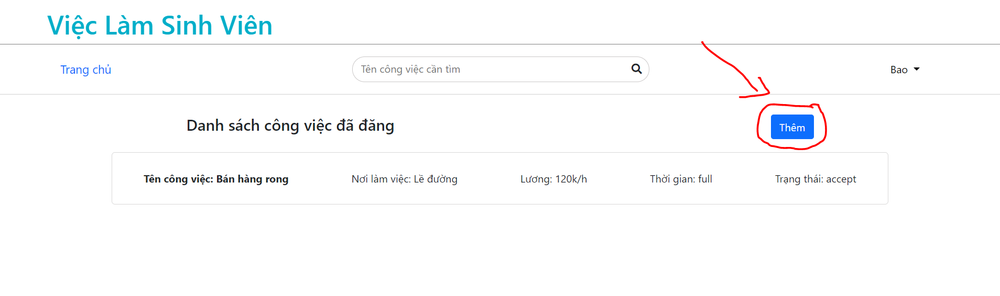 Việc Làm Sinh Viên
Trang chủ
Tên công việc cần tìm
Bao
Danh sách công việc đã đăng
Thêm
Tên công việc: Bán hàng rong Nơi làm việc: Lề đường Lương: 120k/h Thời gian: full Trạng thái: accept